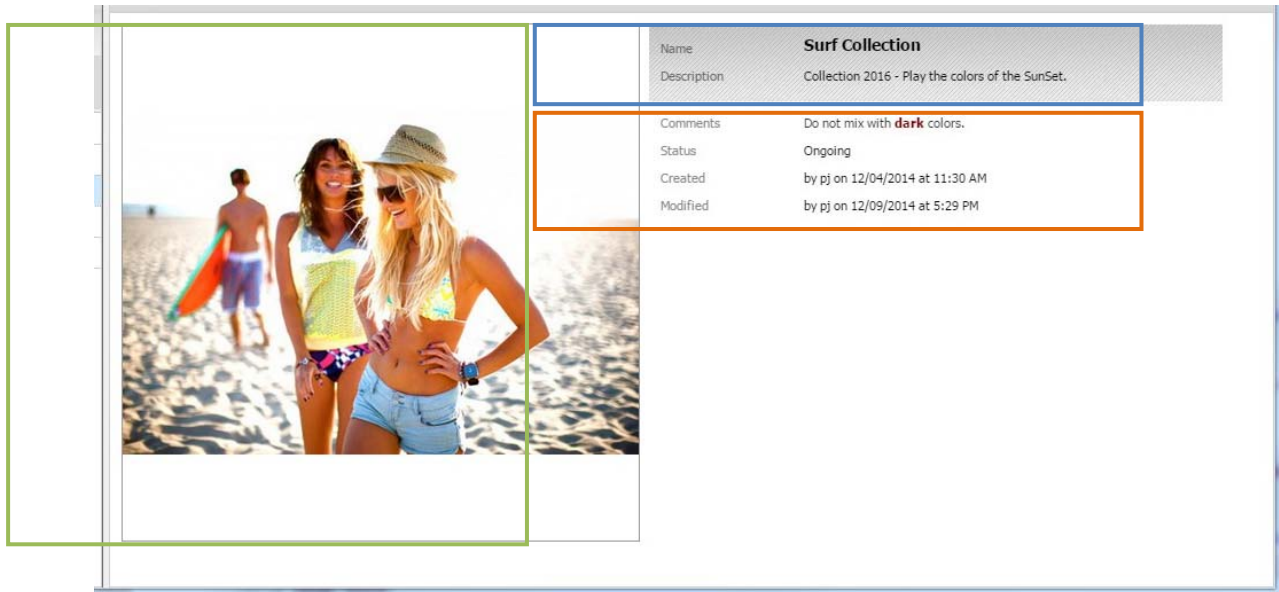 Name Surf Collection
Description Collection 2016 - Play the colors of the SunSet.
Comments Do not mix with dark colors.
Status Ongoing
Created by pj on 12/04/2014 at 11:30 AM
Modified by pj on 12/09/2014 at 5:29 PM